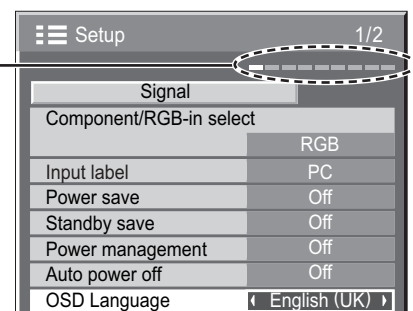 Setup 1/2
Signal
Component/RGB-in select
RGB
Input label PC
Power save Off
Standby save Off
Power management Off
Auto power off Off
OSD Language English (UK)